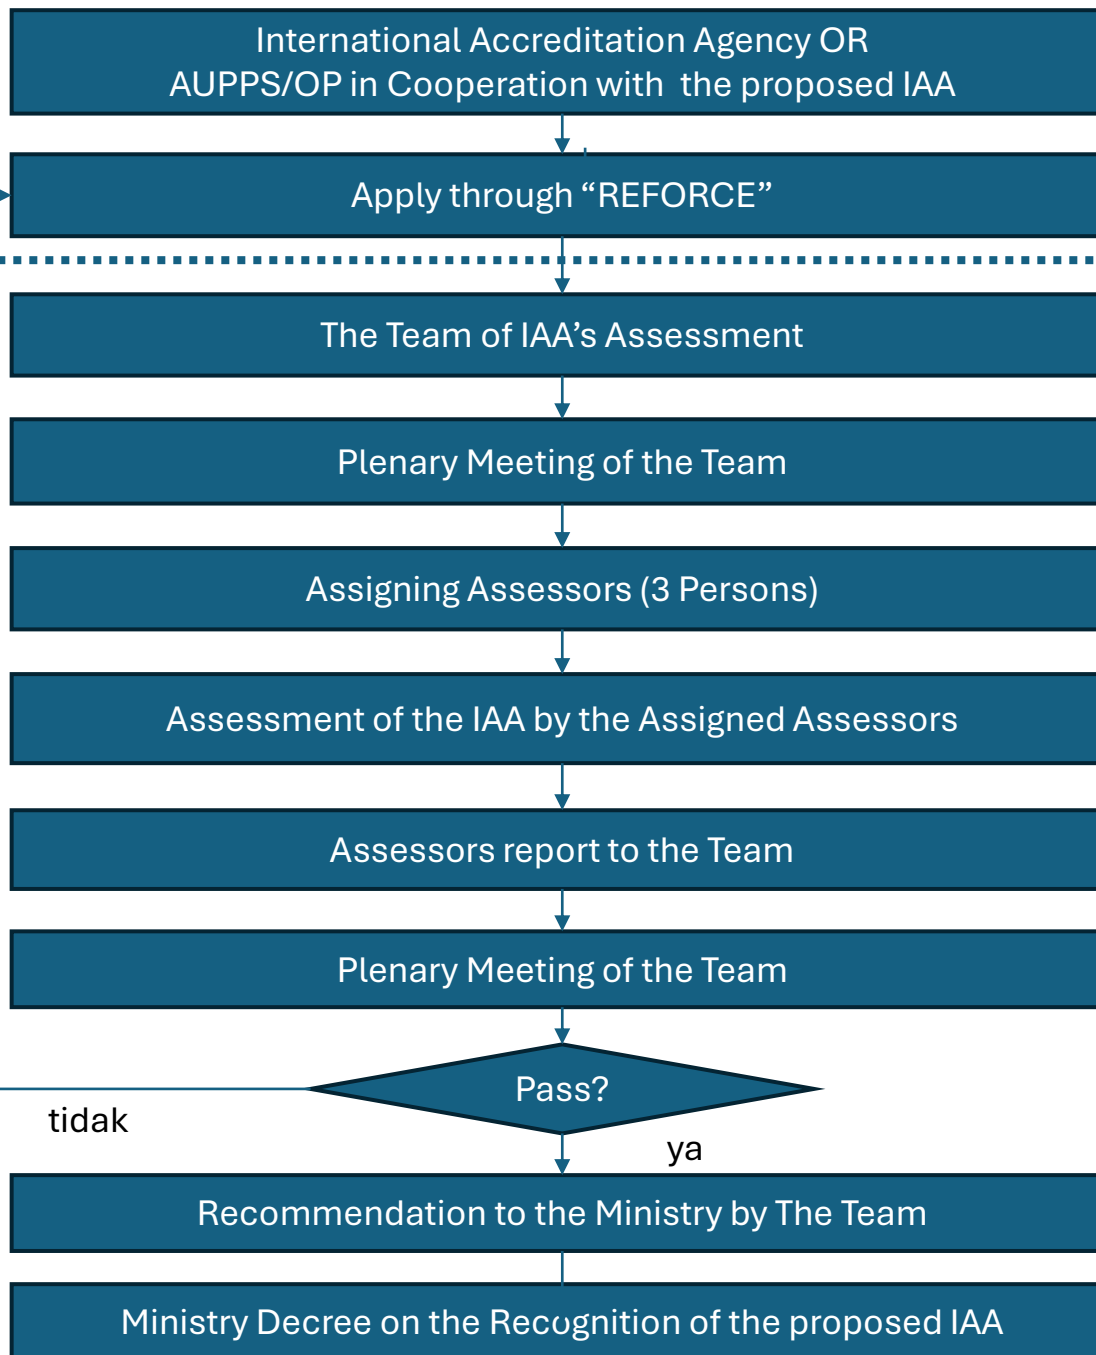 International Accreditation Agency OR
AUPPS/OP in Cooperation with the proposed IAA
Apply through “REFORCE”
The Team of IAA’s Assessment
Plenary Meeting of the Team
Assigning Assessors (3 Persons)
Assessment of the IAA by the Assigned Assessors
Assessors report to the Team
Plenary Meeting of the Team
Pass?
tidak
ya
Recommendation to the Ministry by The Team
Ministry Decree on the Recognition of the proposed IAA